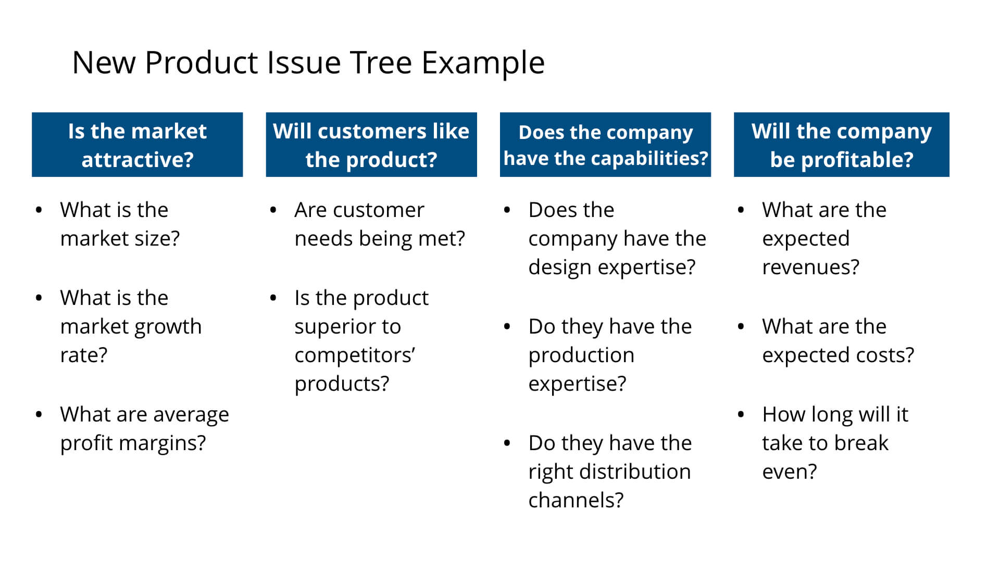 New Product Issue Tree Example
Is the market
attractive?
• What is the
market size?
• What is the
market growth
rate?
• What are average
profit margins?
Will customers like
the product?
• Are customer
needs being met?
• Is the product
superior to
competitors’
products?
Does the company
have the capabilities?
• Does the
company have the
design expertise?
• Do they have the
production
expertise?
• Do they have the
right distribution
channels?
Will the company
be profitable?
• What are the
expected
revenues?
• What are the
expected costs?
• How long will it
take to break
even?